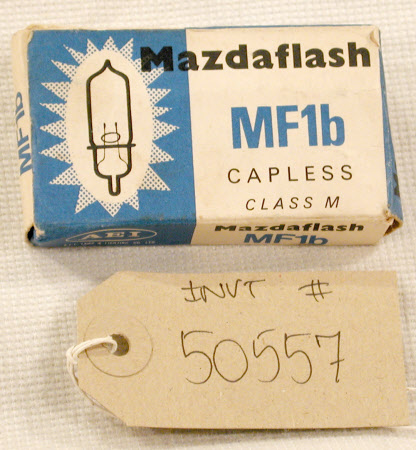 Mazdaflash
MF1b
CAPLESS
CLASS M
MF1b
AEI
Mazdaflash
MF1b
INVT #
50557